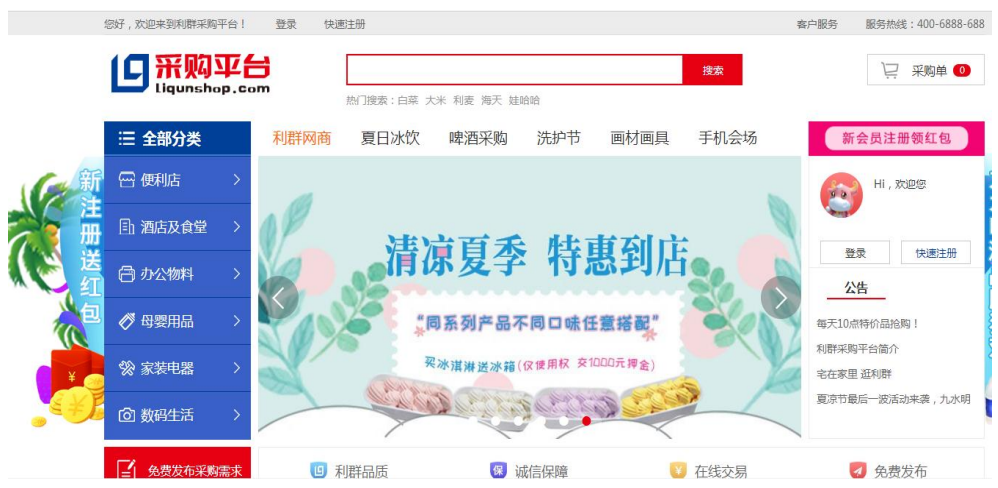 您好，欢迎来到利群采购平台！ 登录 快速注册 客户服务 服务热线：400-6888-688
采购平台
Liqunshop.com
搜索
采购单 0
热门搜索：白菜 大米 利麦 海天 娃哈哈
全部分类
利群网商 夏日冰饮 啤酒采购 洗护节 画材画具 手机会场
新会员注册领红包
新注册送红包
便利店
酒店及食堂
办公物料
母婴用品
家装电器
数码生活
清凉夏季 特惠到店
“同系列产品不同口味任意搭配”
买冰淇淋送冰箱(仅使用权 交1000元押金)
Hi，欢迎您
登录 快速注册
公告
每天10点特价品抢购！
利群采购平台简介
宅在家里 逛利群
夏凉节最后一波活动来袭，九水明
免费发布采购需求
利群品质 保 诚信保障 ¥ 在线交易 免费发布